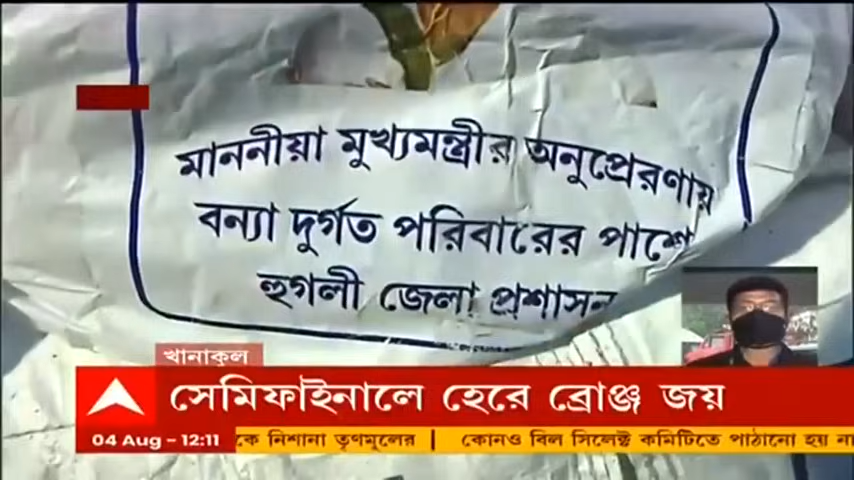 মাননীয়া মুখ্যমন্ত্রীর অনুপ্রেরণায়
বন্যা দুর্গত পরিবারের পাশে
হুগলী জেলা প্রশাসন
খানাকুল
সেমিফাইনালে হেরে ব্রোঞ্জ জয়
04 Aug - 12:11
কে নিশানা তৃণমূলের | কোনও বিল সিলেক্ট কমিটিতে পাঠানো হয় না